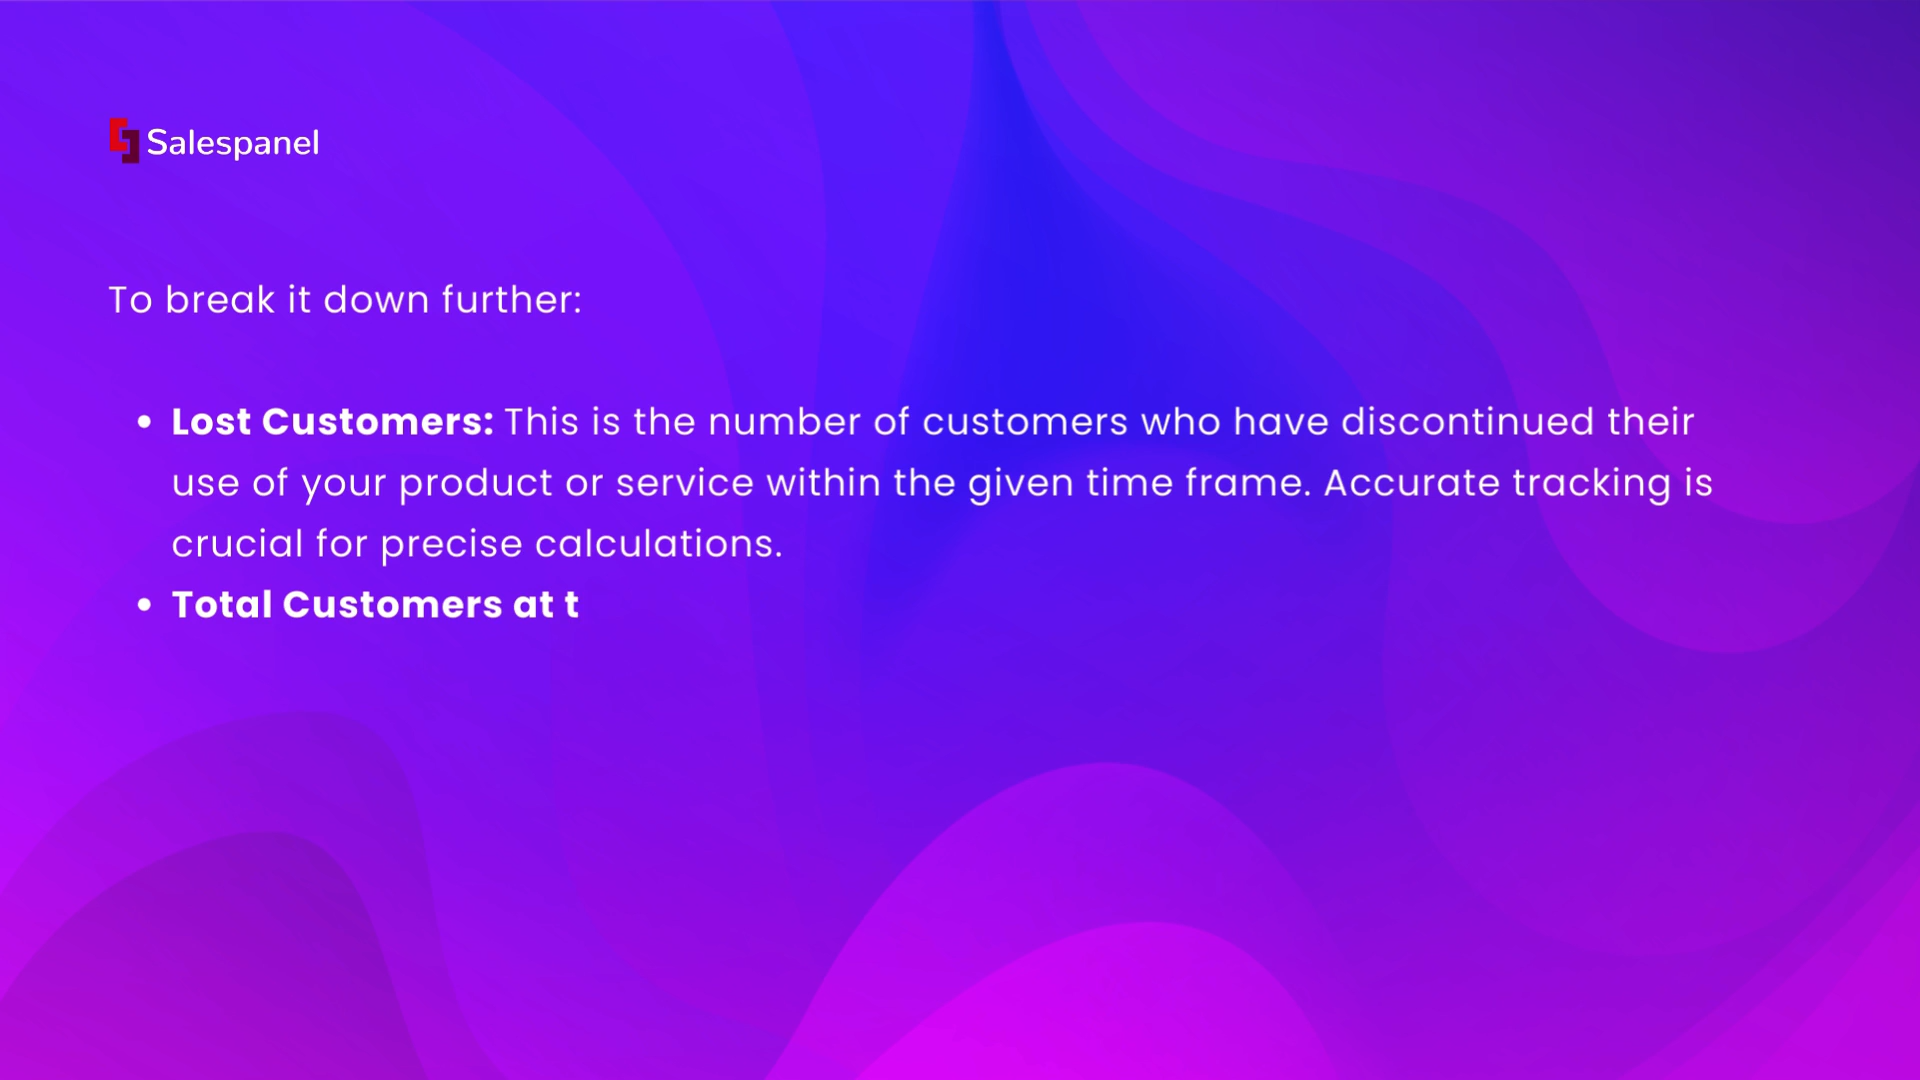 Salespanel
To break it down further:
• Lost Customers: This is the number of customers who have discontinued their
use of your product or service within the given time frame. Accurate tracking is
crucial for precise calculations.
• Total Customers at t